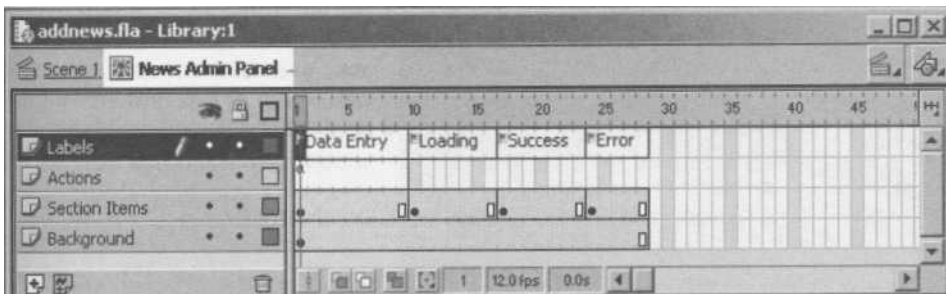 addnews.fla - Library:1
Scene 1 News Admin Panel
1 5 10 15 20 25 30 35 40 45
Labels Data Entry Loading Success Error
Actions
Section Items
Background
1 12.0 fps 0.0s